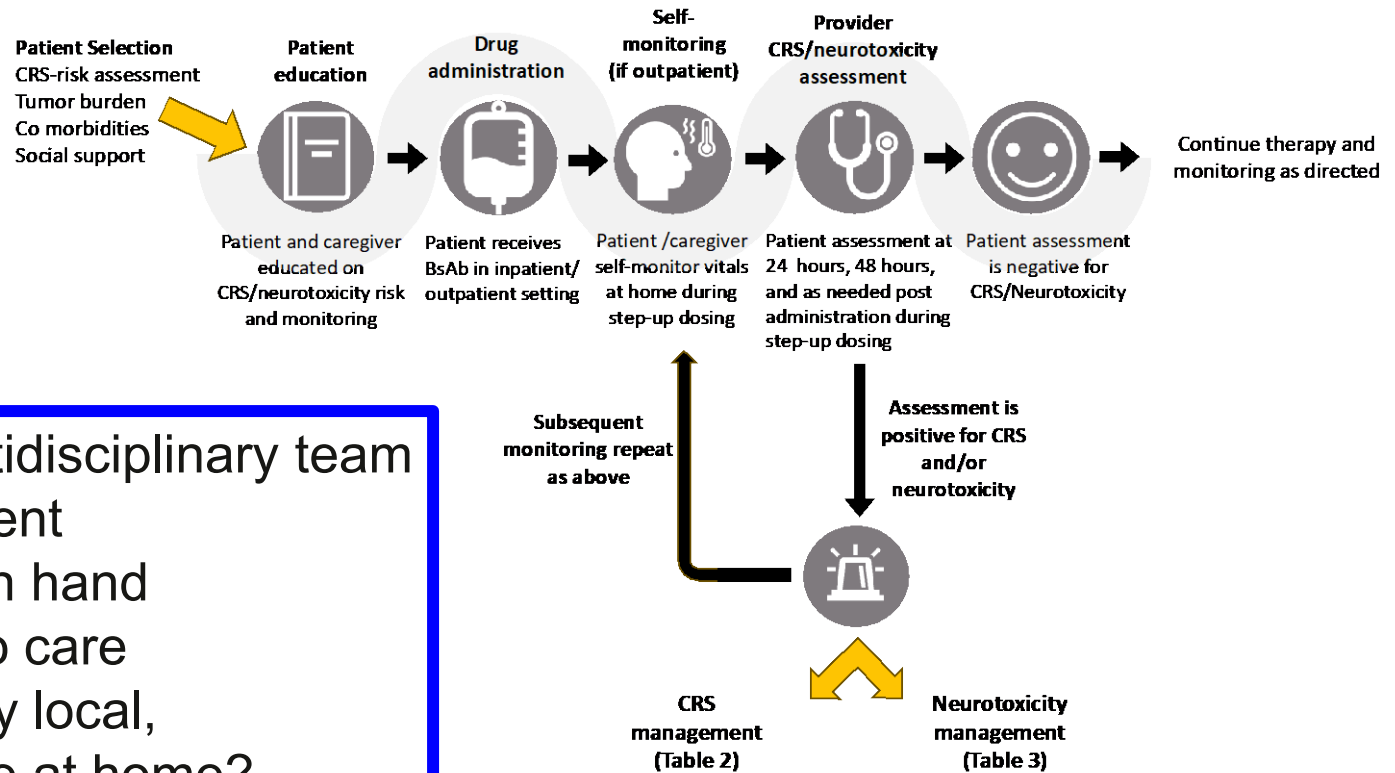 Patient Selection
CRS-risk assessment
Tumor burden
Co morbidities
Social support
Patient
education
Drug
administration
Self-
monitoring
(if outpatient)
Provider
CRS/neurotoxicity
assessment
Continue therapy and
monitoring as directed
Patient and caregiver
educated on
CRS/neurotoxicity risk
and monitoring
Patient receives
BsAb in inpatient/
outpatient setting
Patient /caregiver
self-monitor vitals
at home during
step-up dosing
Patient assessment at
24 hours, 48 hours,
and as needed post
administration during
step-up dosing
Patient assessment
is negative for
CRS/Neurotoxicity
Subsequent
monitoring repeat
as above
Assessment is
positive for CRS
and/or
neurotoxicity
CRS
management
(Table 2)
Neurotoxicity
management
(Table 3)
tidisciplinary team
ent
n hand
o care
y local,
at home?